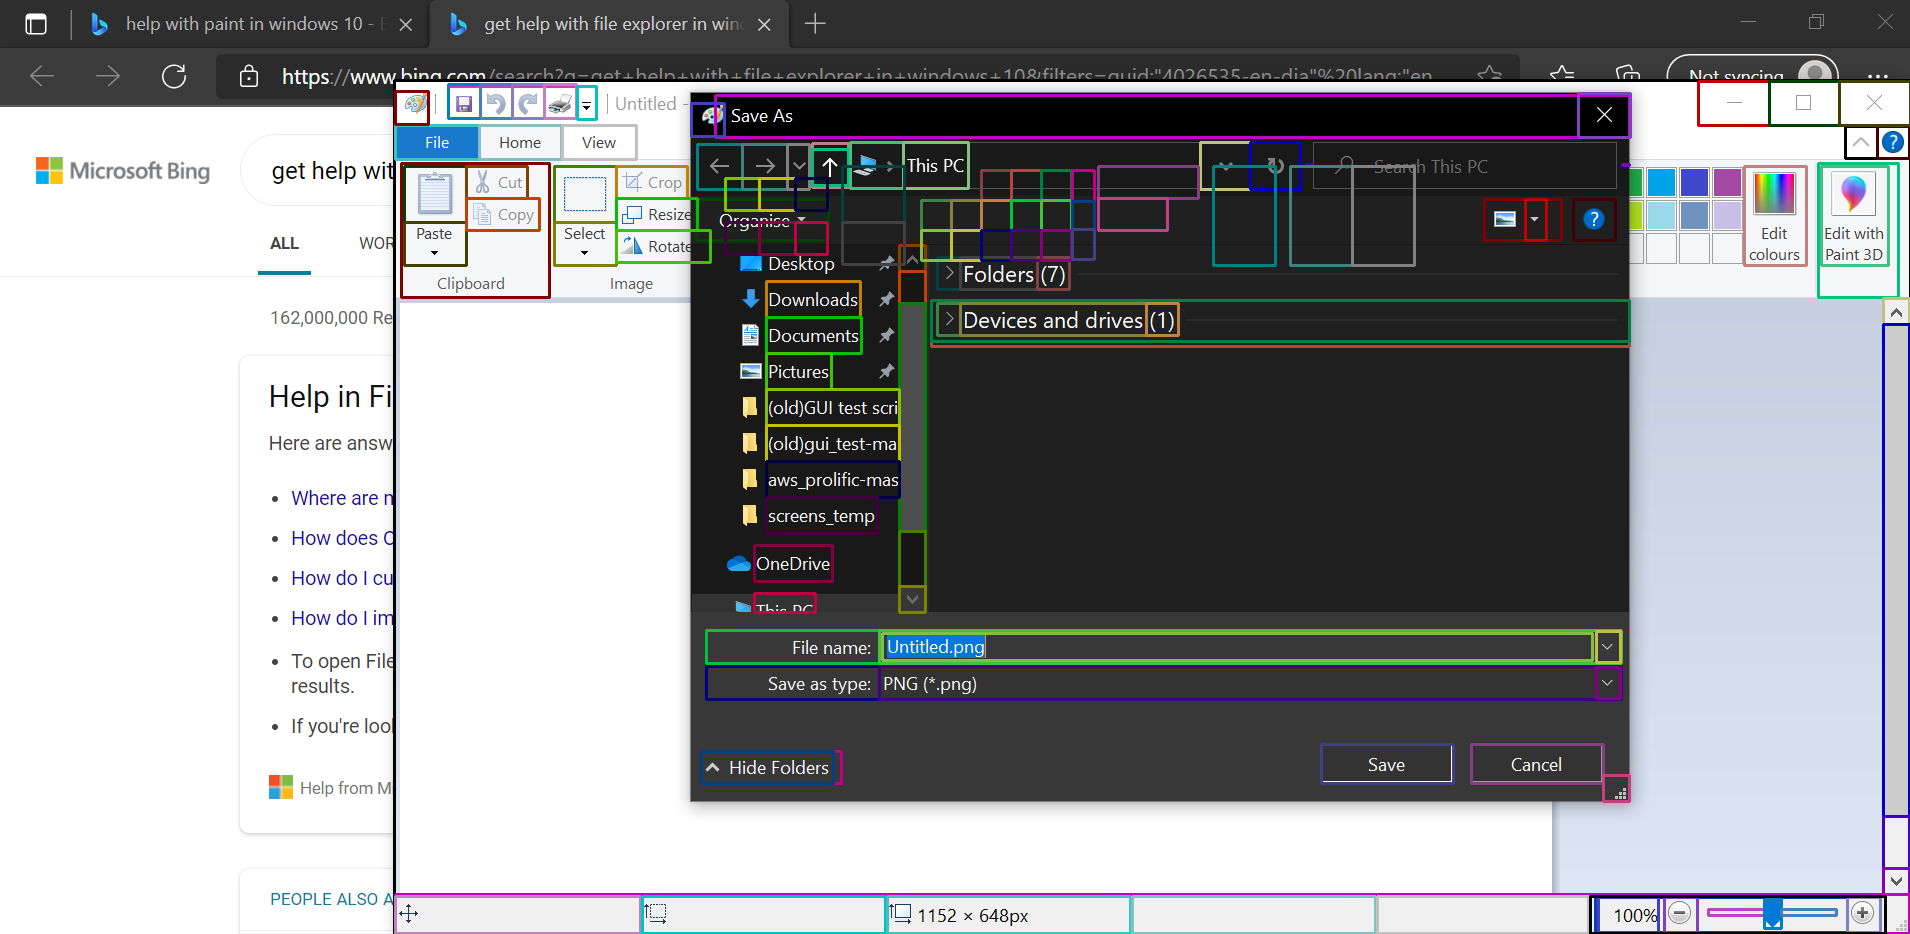 help with paint in windows 10 -
get help with file explorer in win
https://www.bing.com/search?q=get+help+with+file+explorer+in+windows+10&filters=guid:"4026535-en-dia"%20lang:"en
Not syncing
Microsoft Bing
get help wit
ALL
WOR
162,000,000 Re
Help in Fi
Here are answ
Where are n
How does C
How do I cu
How do I im
To open File
results.
If you're loo
Help from Mi
PEOPLE ALSO A
Untitled -
File
Home
View
Paste
Cut
Copy
Clipboard
Select
Crop
Resize
Rotate
Image
Edit
colours
Edit with
Paint 3D
Save As
This PC
Search This PC
Organise
Desktop
Downloads
Documents
Pictures
(old)GUI test scri
(old)gui_test-ma
aws_prolific-mas
screens_temp
OneDrive
This PC
Folders (7)
Devices and drives (1)
File name: Untitled.png
Save as type: PNG (*.png)
Hide Folders
Save
Cancel
1152 × 648px
100%